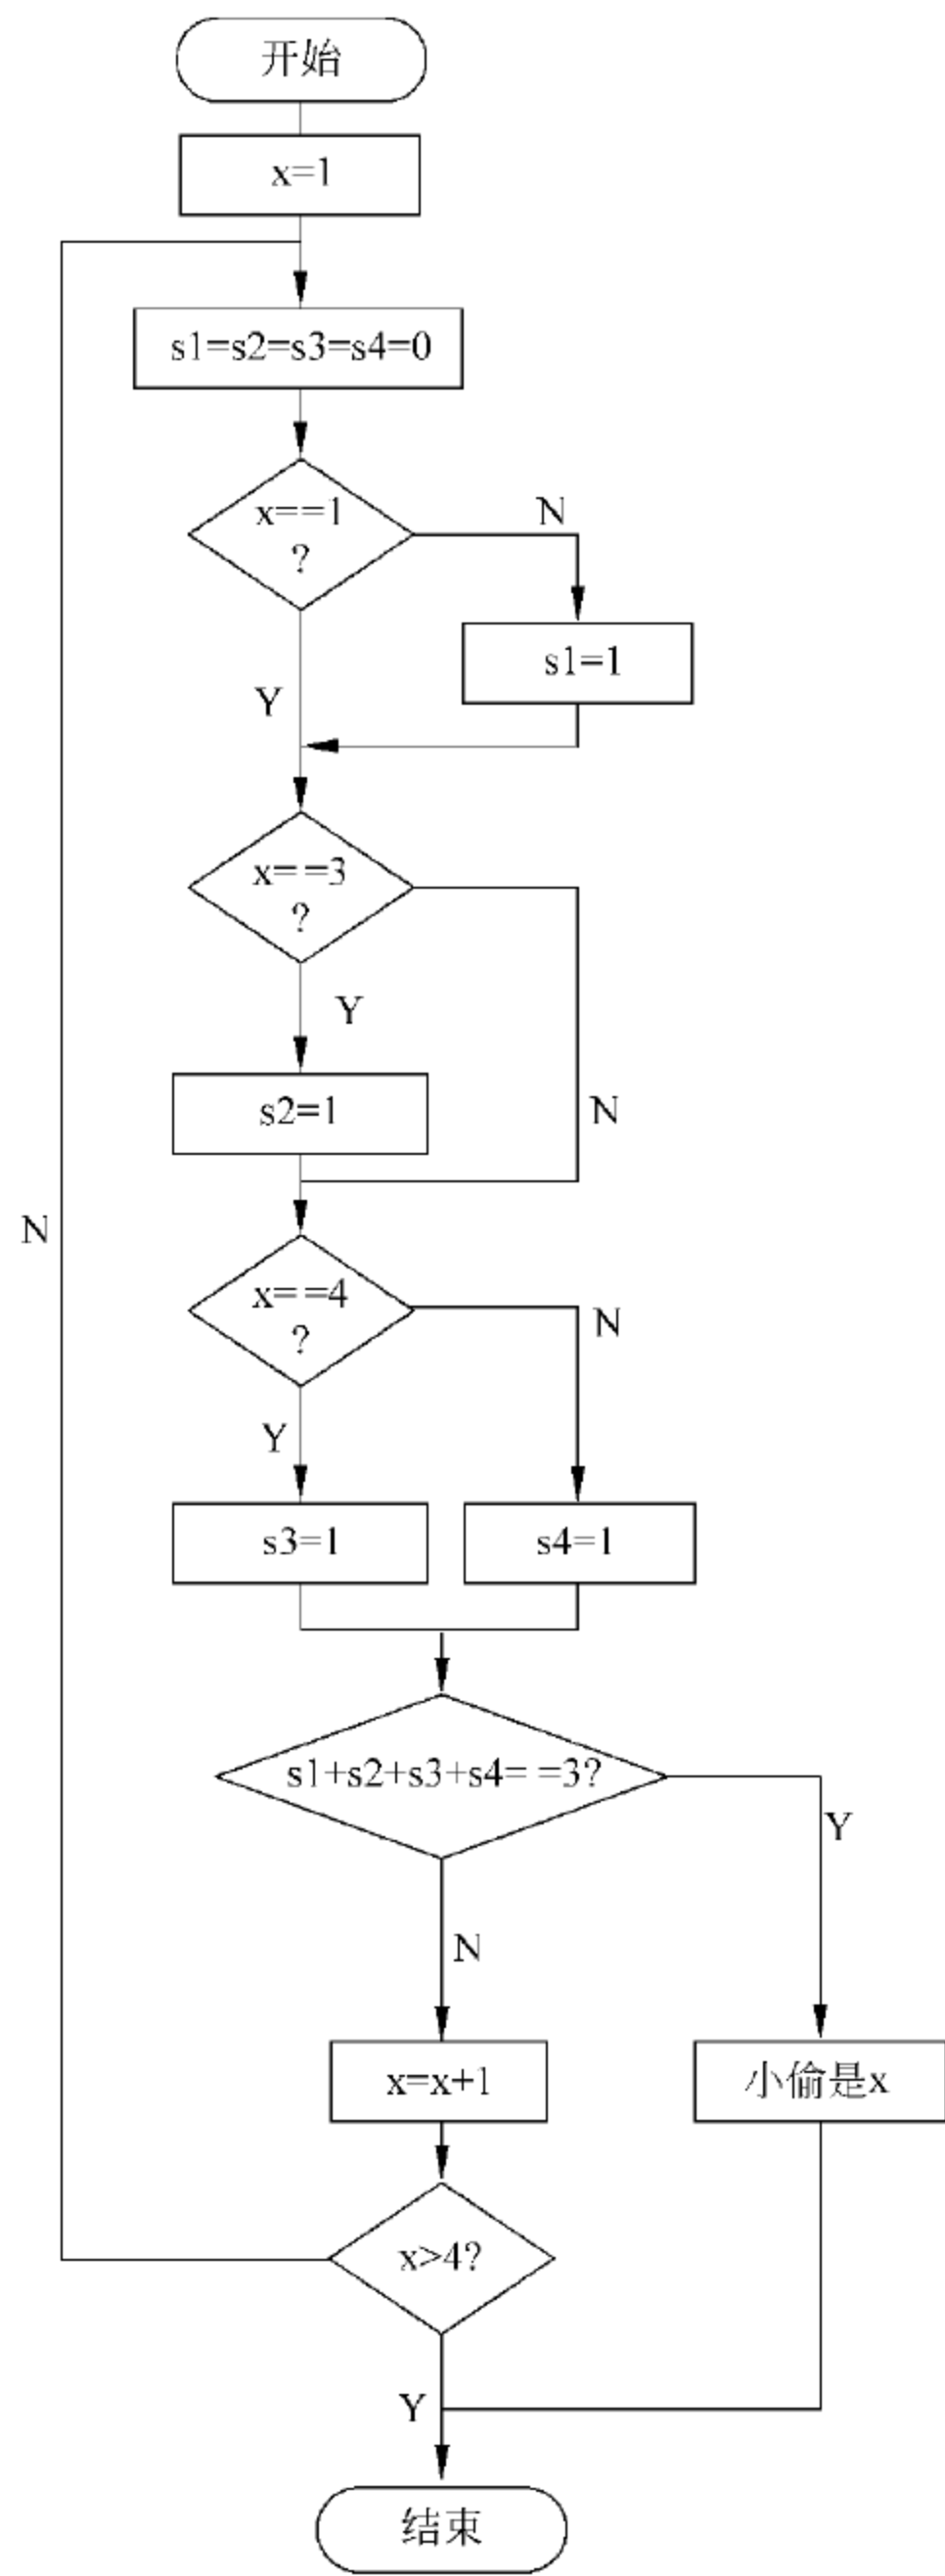 开始
x=1
s1=s2=s3=s4=0
x==1
?
N
s1=1
Y
x==3
?
Y
s2=1
N
N
x==4
?
N
Y
s3=1
s4=1
s1+s2+s3+s4==3?
Y
N
x=x+1
小偷是x
x>4?
Y
结束